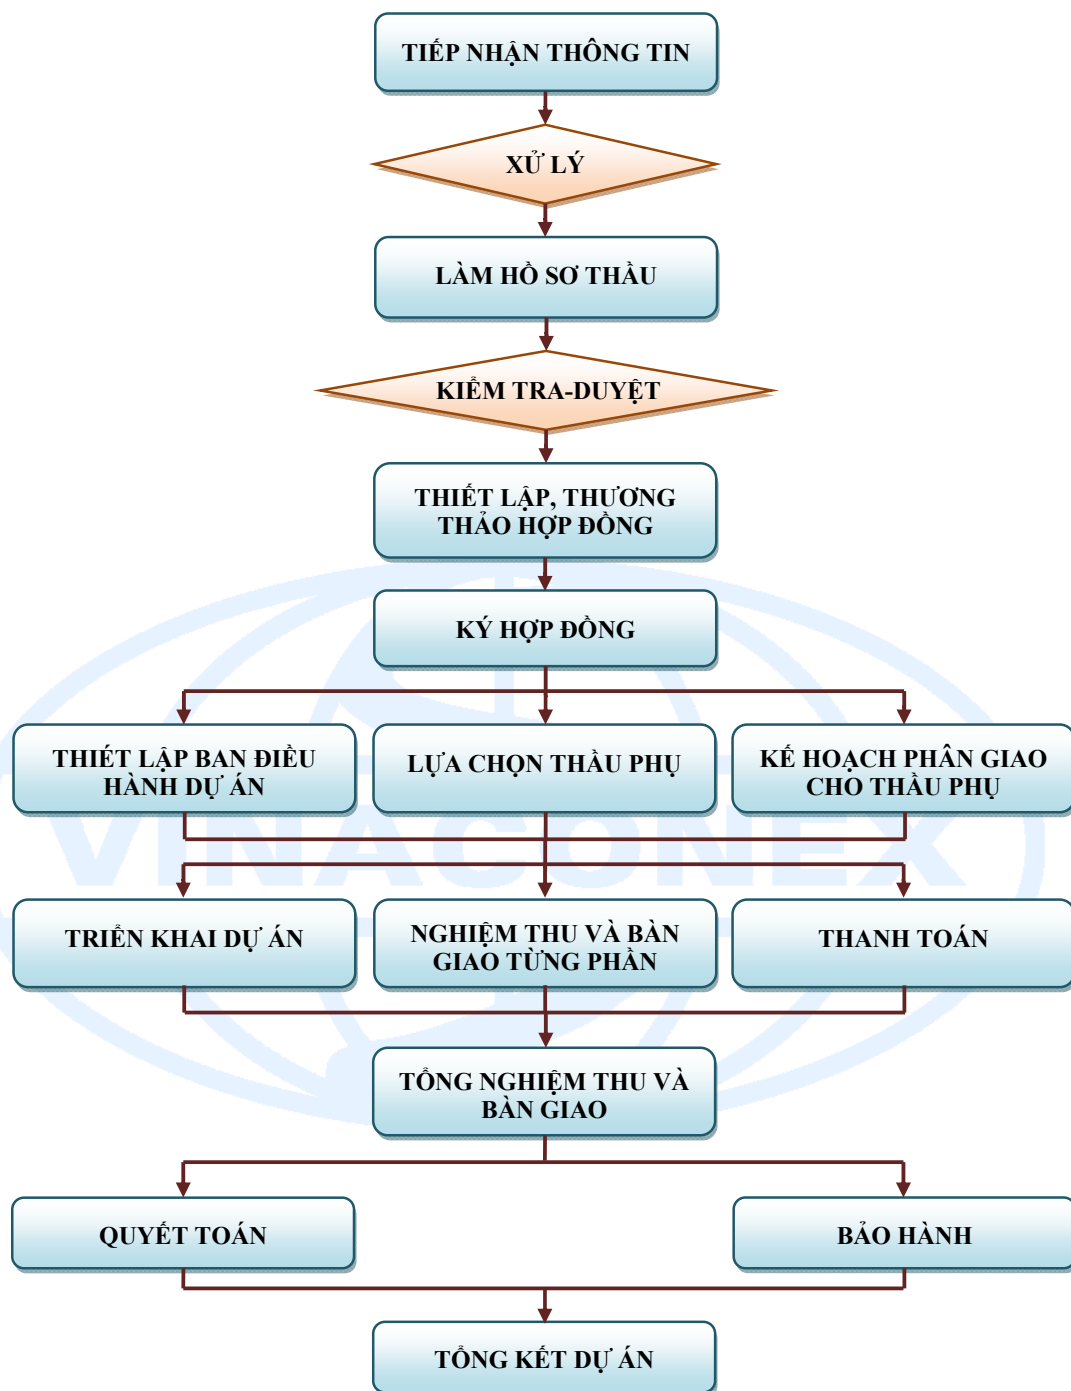 TIẾP NHẬN THÔNG TIN
XỬ LÝ
LÀM HỒ SƠ THẦU
KIỂM TRA-DUYỆT
THIẾT LẬP, THƯƠNG
THẢO HỢP ĐỒNG
KÝ HỢP ĐỒNG
THIÉT LẬP BAN ĐIỀU
HÀNH DỰ ÁN
LỰA CHỌN THẦU PHỤ
KẾ HOẠCH PHÂN GIAO
CHO THẦU PHỤ
VINACONEX
TRIỂN KHAI DỰ ÁN
NGHIỆM THU VÀ BÀN
GIAO TỪNG PHẦN
THANH TOÁN
TỔNG NGHIỆM THU VÀ
BÀN GIAO
QUYẾT TOÁN
BẢO HÀNH
TỔNG KẾT DỰ ÁN